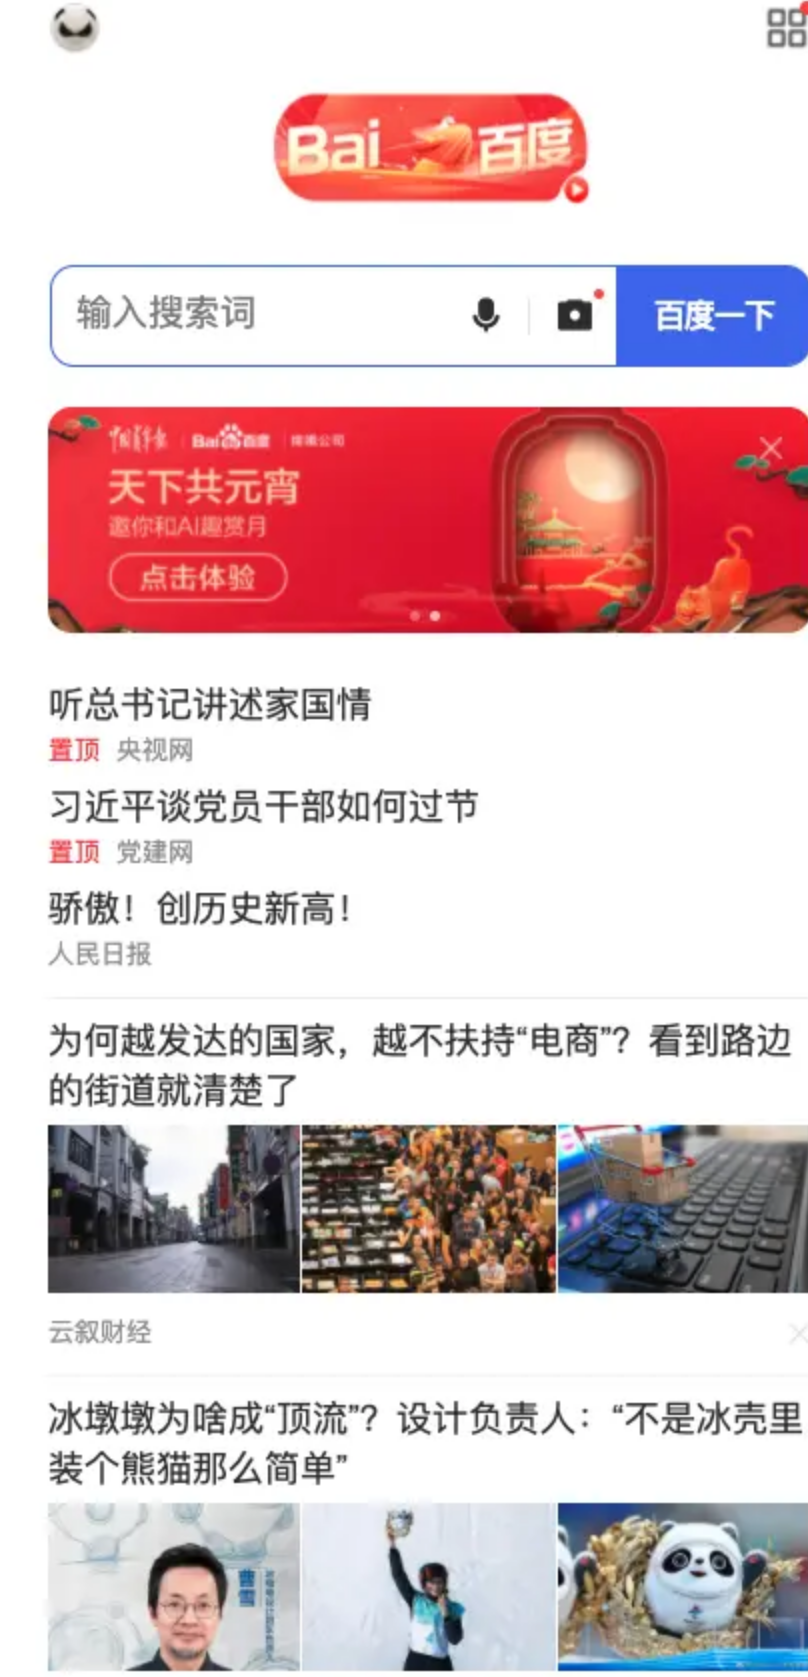 Bai 百度
输入搜索词
百度一下
中国青年报 Bai百度
天下共元宵
邀你和AI趣赏月
点击体验
听总书记讲述家国情
置顶 央视网
习近平谈党员干部如何过节
置顶 党建网
骄傲！创历史新高！
人民日报
为何越发达的国家，越不扶持“电商”？看到路边
的街道就清楚了
云叙财经
冰墩墩为啥成“顶流”？设计负责人：“不是冰壳里
装个熊猫那么简单”
曹雪